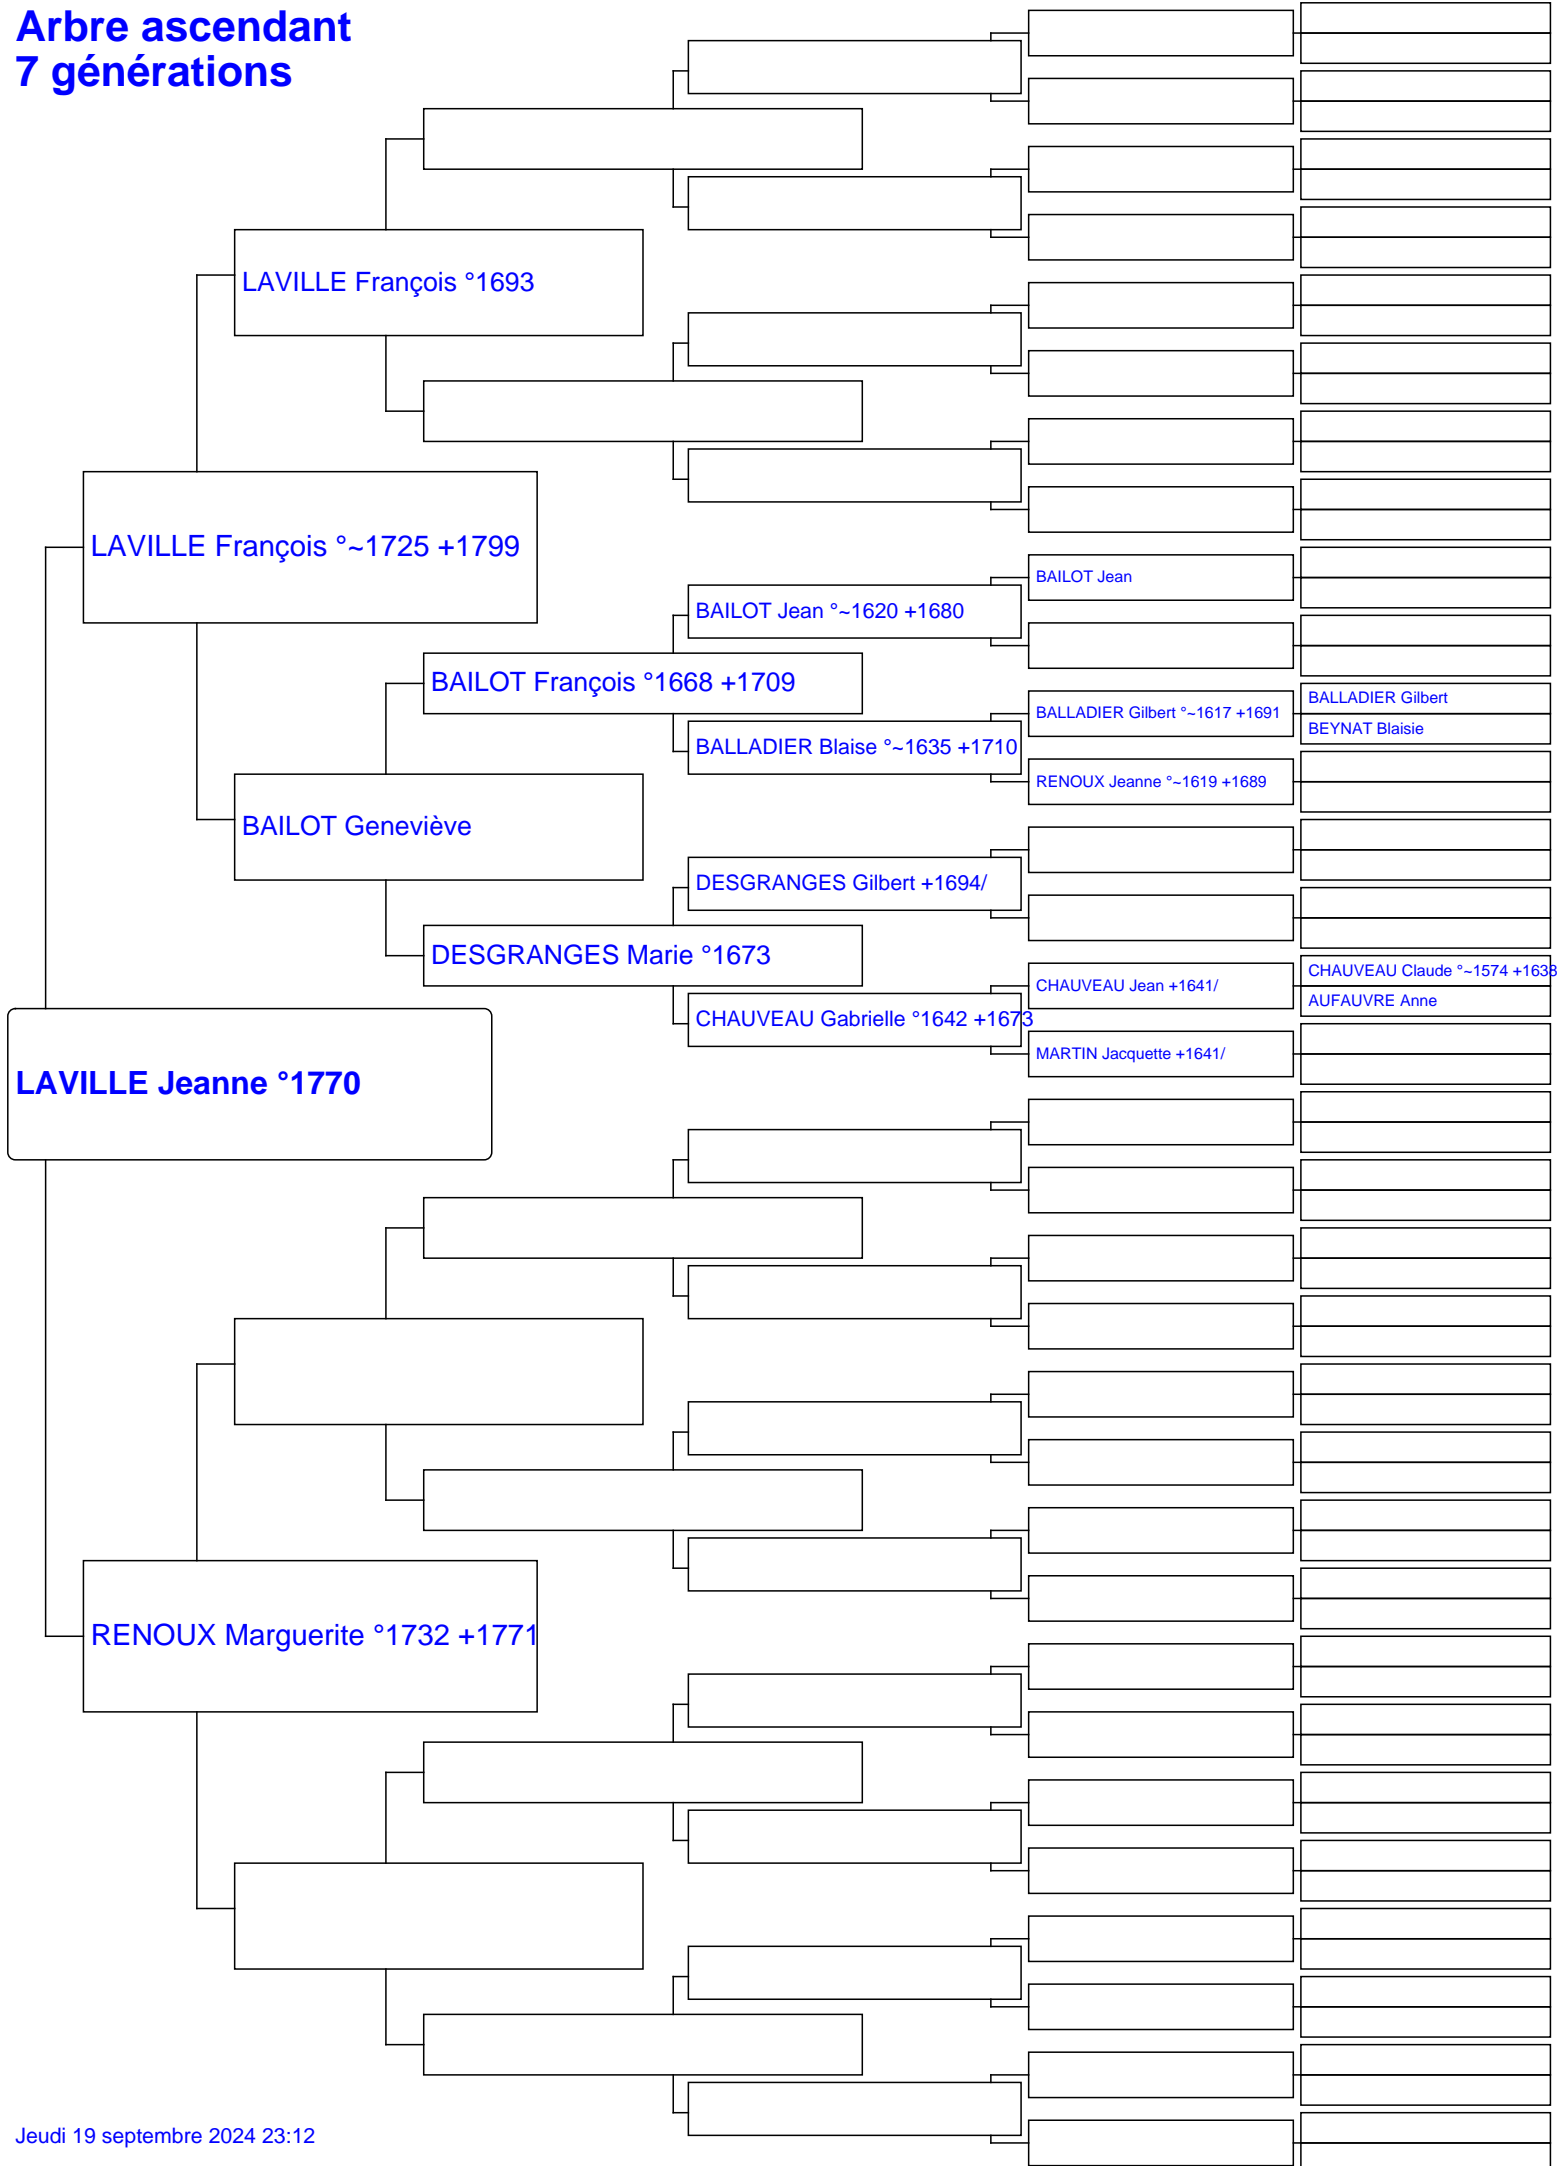 Arbre ascendant
7 générations
LAVILLE François °1693
LAVILLE François °~1725 +1799
BAILOT Jean
BAILOT Jean °~1620 +1680
BAILOT François °1668 +1709
BALLADIER Gilbert
BALLADIER Gilbert °~1617 +1691
BEYNAT Blaisie
BALLADIER Blaise °~1635 +1710
RENOUX Jeanne °~1619 +1689
BAILOT Geneviève
DESGRANGES Gilbert +1694/
DESGRANGES Marie °1673
CHAUVEAU Claude °~1574 +1638
CHAUVEAU Jean +1641/
AUFAUVRE Anne
CHAUVEAU Gabrielle °1642 +1673
MARTIN Jacquette +1641/
LAVILLE Jeanne °1770
RENOUX Marguerite °1732 +1771
Jeudi 19 septembre 2024 23:12